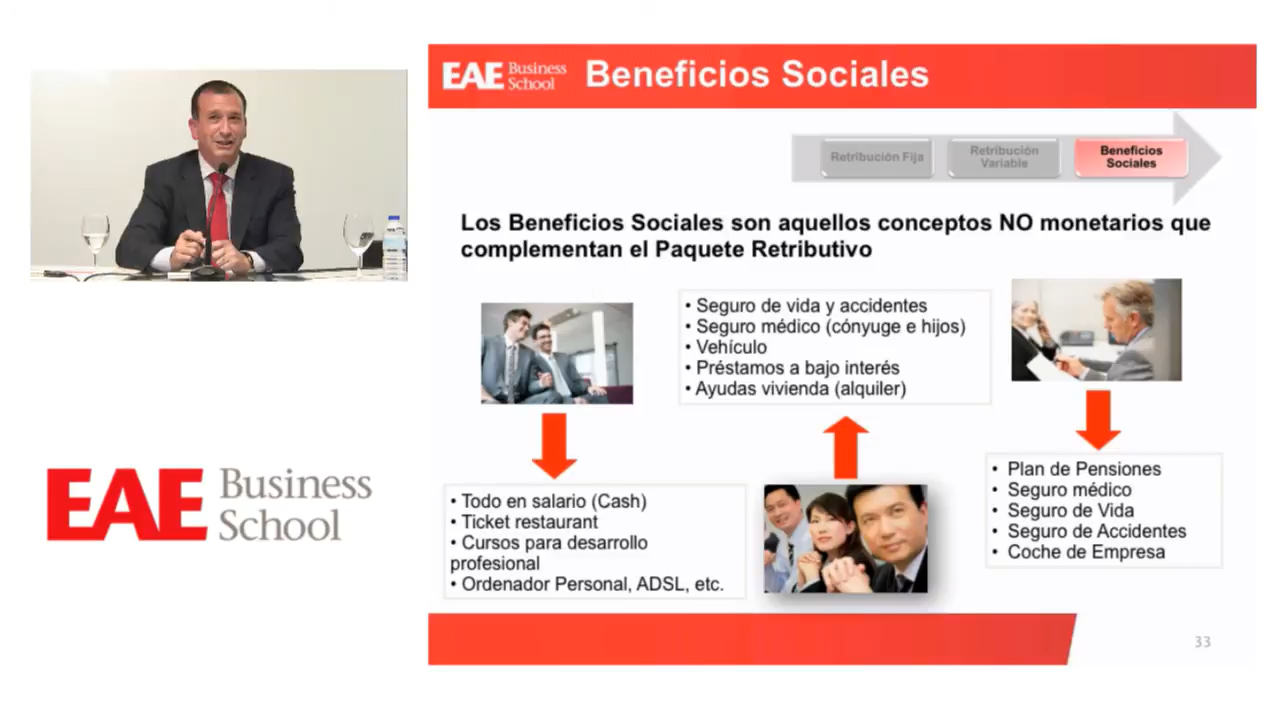 EAE Business
School
Beneficios Sociales
Retribución Fija
Retribución
Variable
Beneficios
Sociales
Los Beneficios Sociales son aquellos conceptos NO monetarios que
complementan el Paquete Retributivo
• Seguro de vida y accidentes
• Seguro médico (cónyuge e hijos)
• Vehículo
• Préstamos a bajo interés
• Ayudas vivienda (alquiler)
• Todo en salario (Cash)
• Ticket restaurant
• Cursos para desarrollo
profesional
• Ordenador Personal, ADSL, etc.
• Plan de Pensiones
• Seguro médico
• Seguro de Vida
• Seguro de Accidentes
• Coche de Empresa
EAE Business
School
33